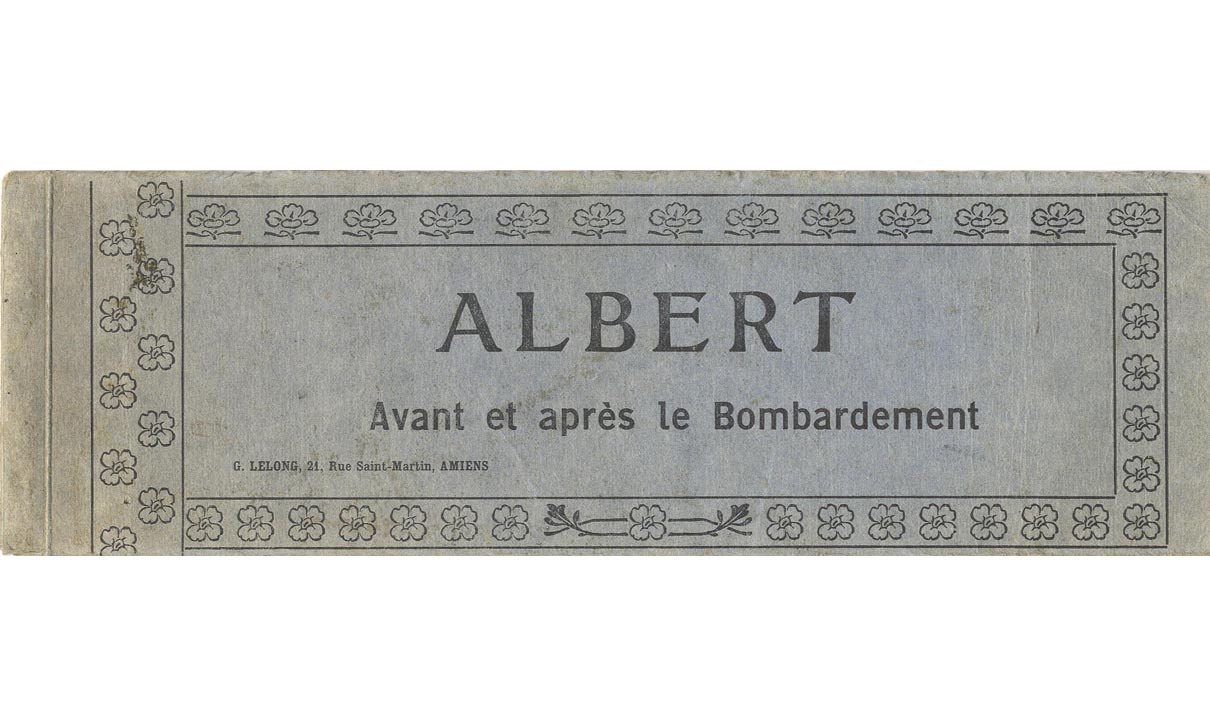 ALBERT
Avant et après le Bombardement
G. LELONG, 21, Rue Saint-Martin, AMIENS